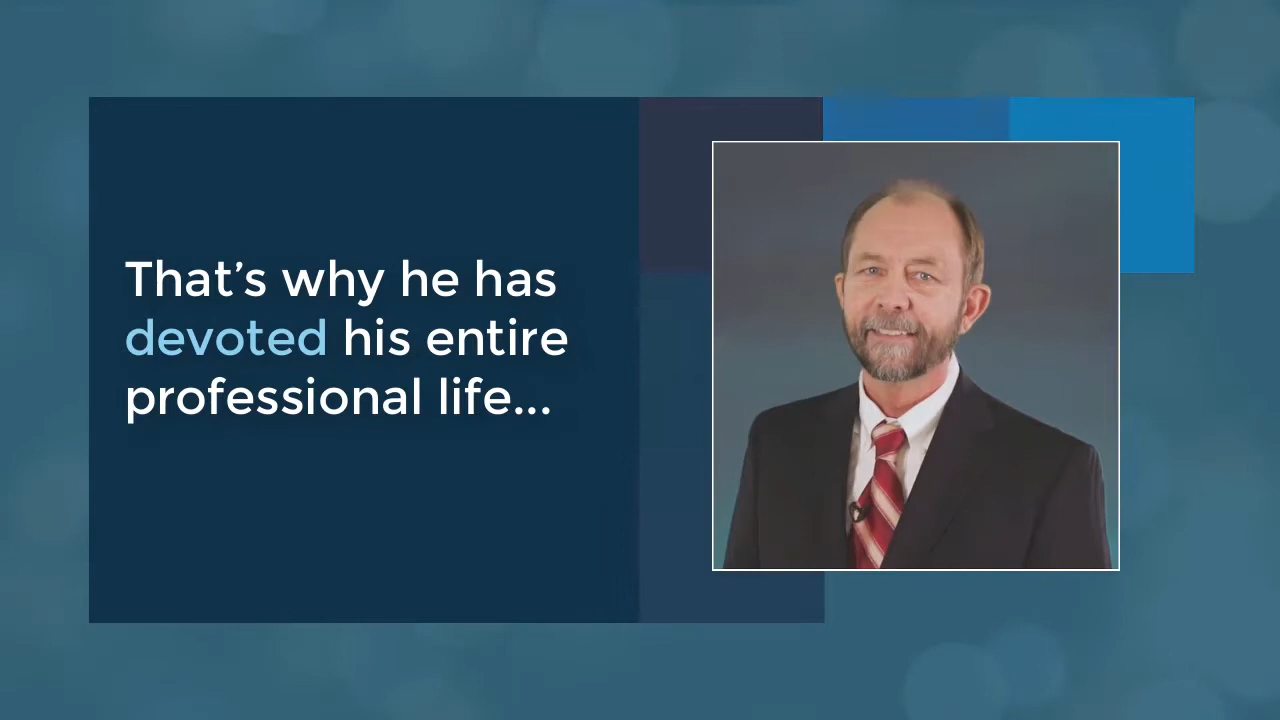 That’s why he has
devoted his entire
professional life...